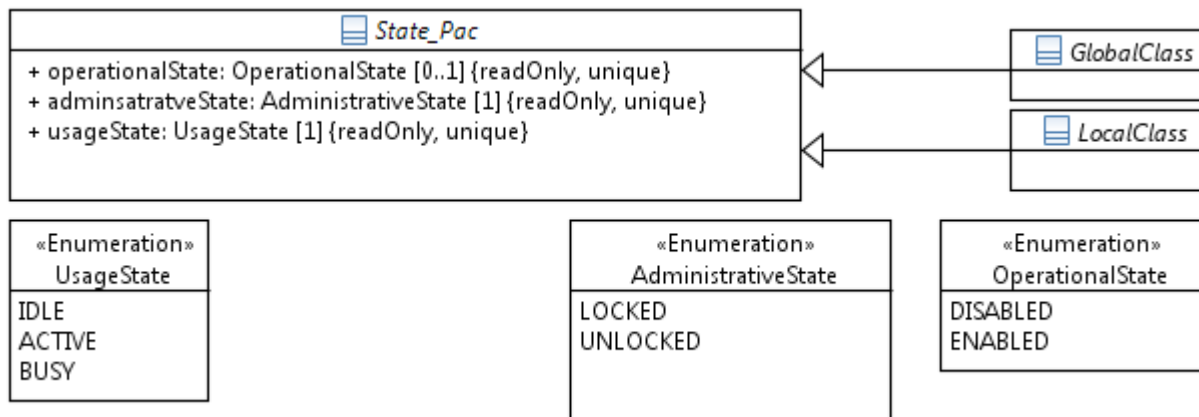 State_Pac
+ operationalState: OperationalState [0..1] {readOnly, unique}
+ adminsatratveState: AdministrativeState [1] {readOnly, unique}
+ usageState: UsageState [1] {readOnly, unique}
GlobalClass
LocalClass
«Enumeration»
UsageState
IDLE
ACTIVE
BUSY
«Enumeration»
AdministrativeState
LOCKED
UNLOCKED
«Enumeration»
OperationalState
DISABLED
ENABLED